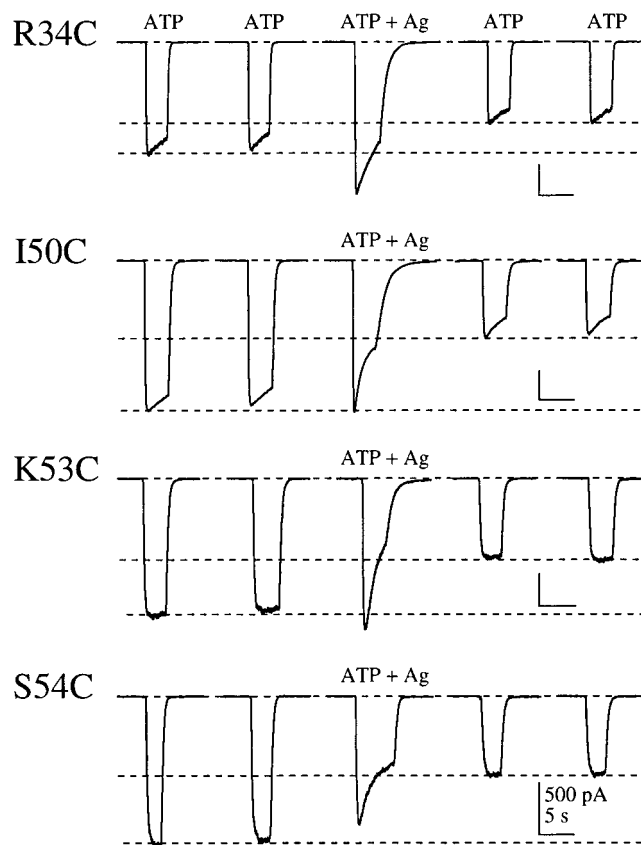 ATP ATP ATP + Ag ATP ATP
R34C
ATP + Ag
I50C
ATP + Ag
K53C
ATP + Ag
S54C
500 pA
5 s